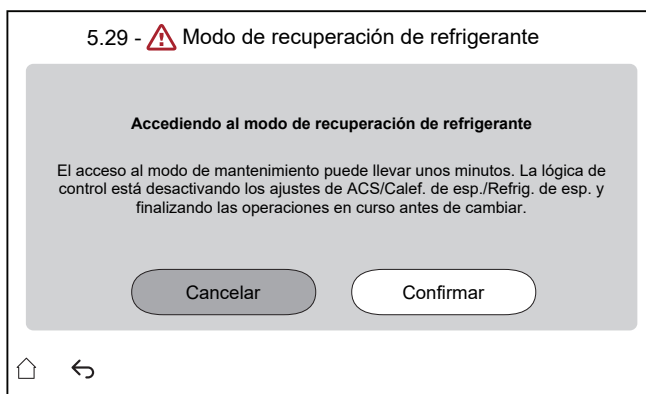 5.29 - Modo de recuperación de refrigerante
Accediendo al modo de recuperación de refrigerante
El acceso al modo de mantenimiento puede llevar unos minutos. La lógica de
control está desactivando los ajustes de ACS/Calef. de esp./Refrig. de esp. y
finalizando las operaciones en curso antes de cambiar.
Cancelar
Confirmar